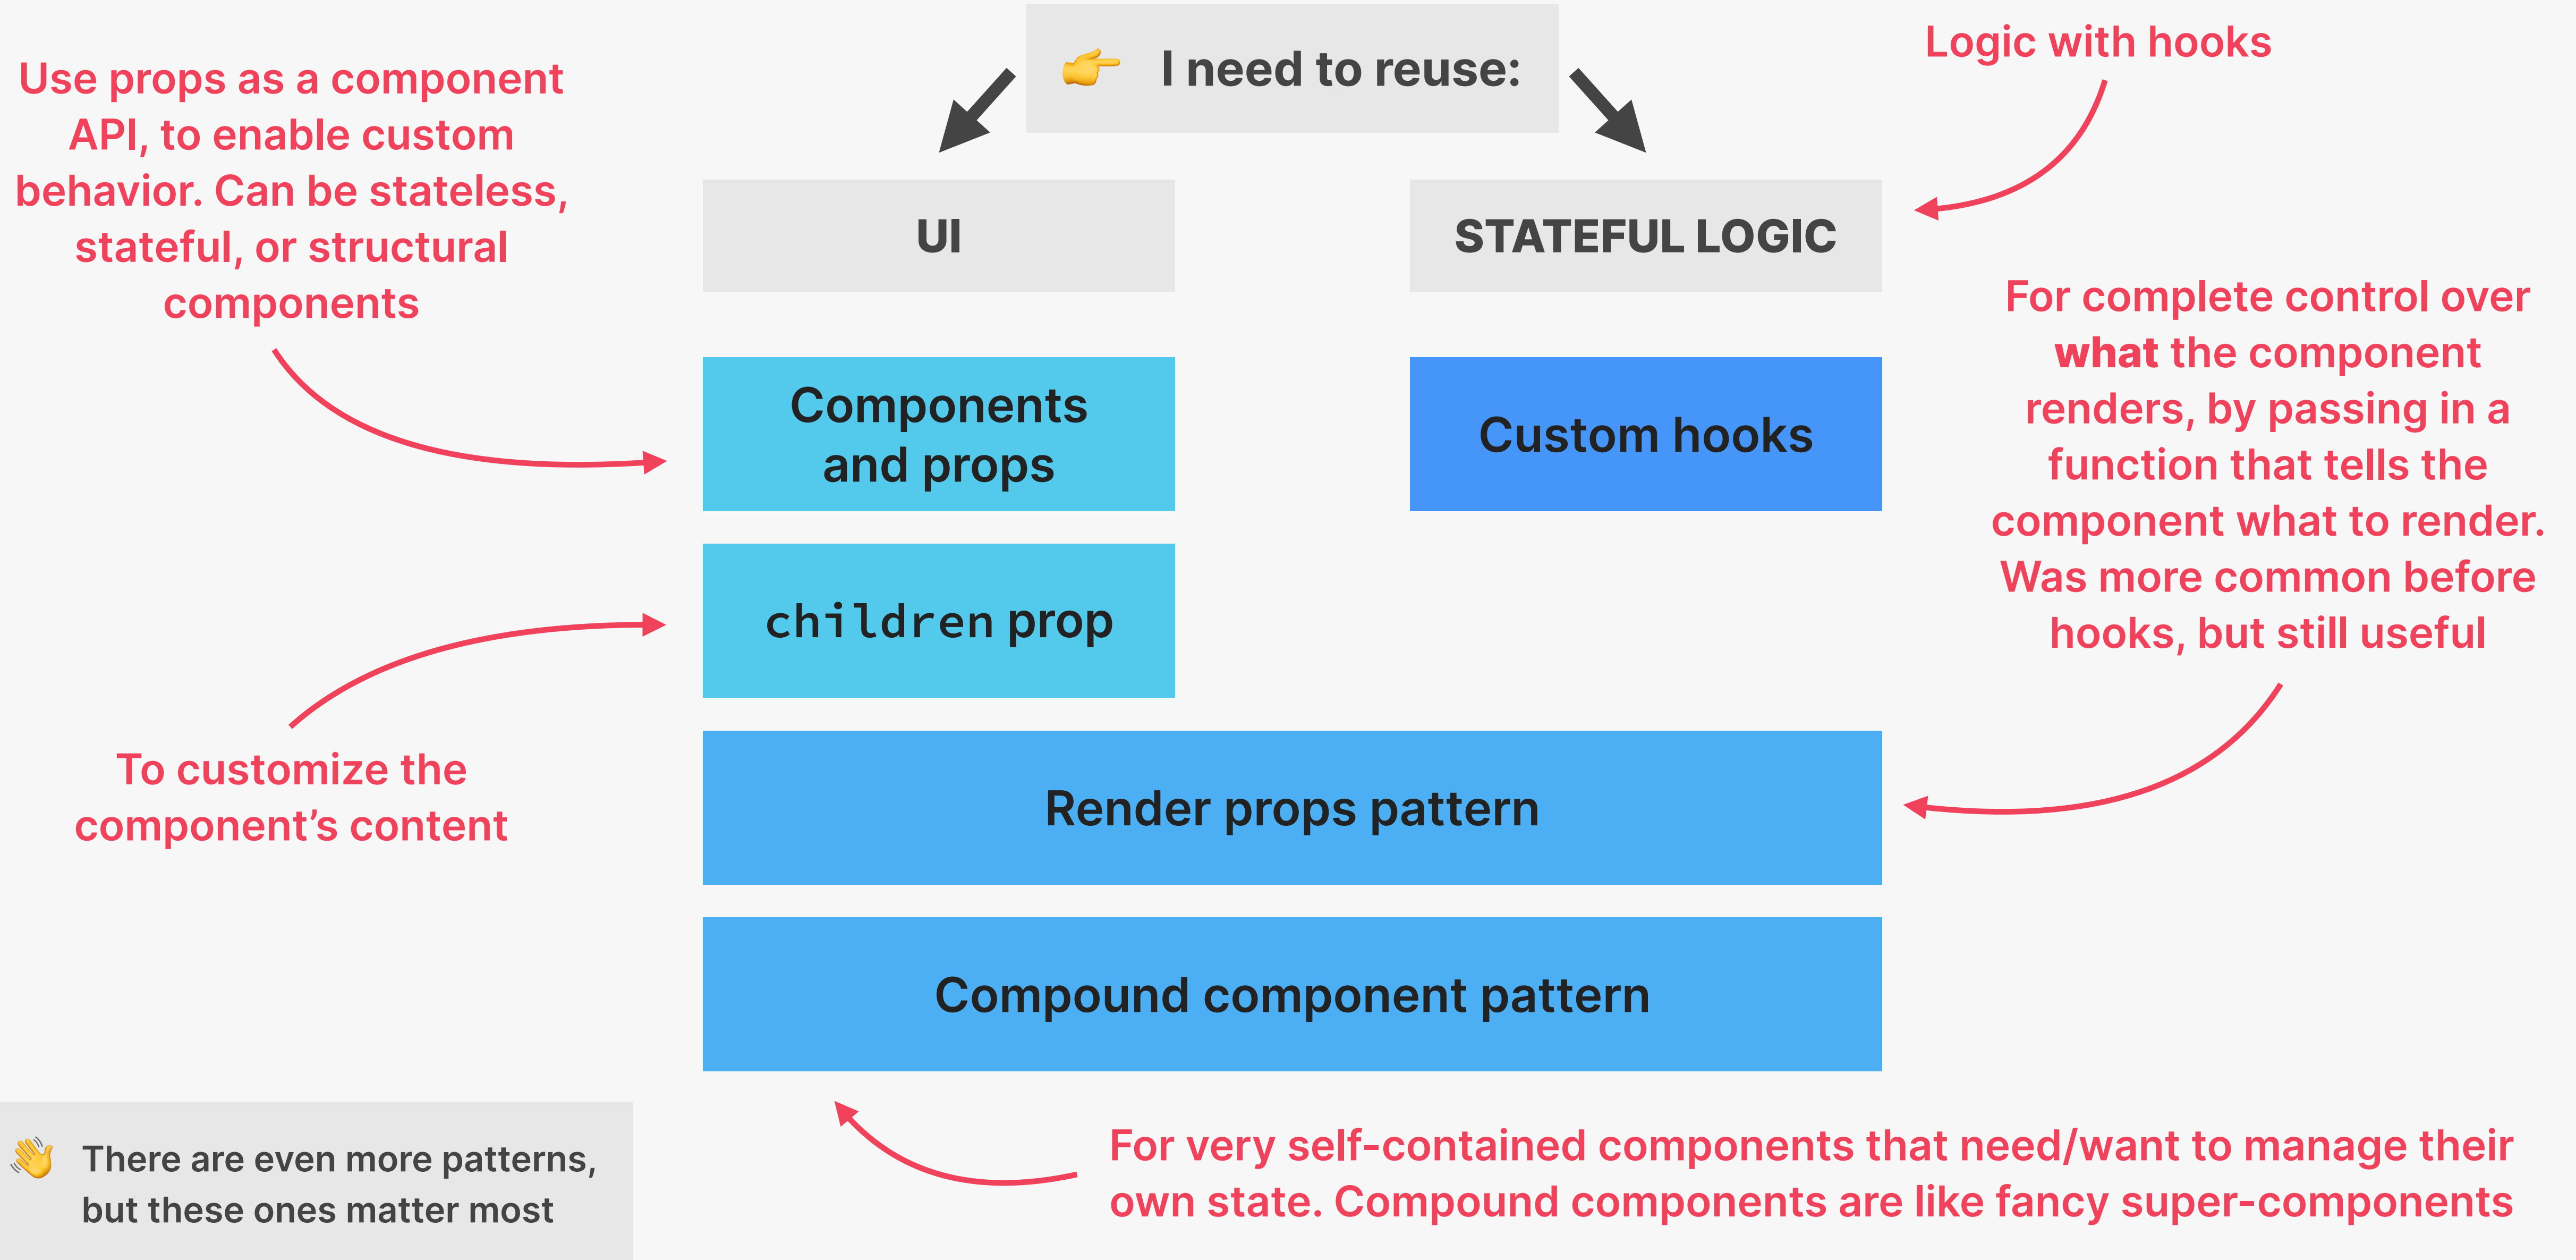 👉 I need to reuse:
Use props as a component
API, to enable custom
behavior. Can be stateless,
stateful, or structural
components
Logic with hooks
UI
STATEFUL LOGIC
Components
and props
Custom hooks
For complete control over
what the component
renders, by passing in a
function that tells the
component what to render.
Was more common before
hooks, but still useful
children prop
To customize the
component’s content
Render props pattern
Compound component pattern
👋 There are even more patterns,
but these ones matter most
For very self-contained components that need/want to manage their
own state. Compound components are like fancy super-components